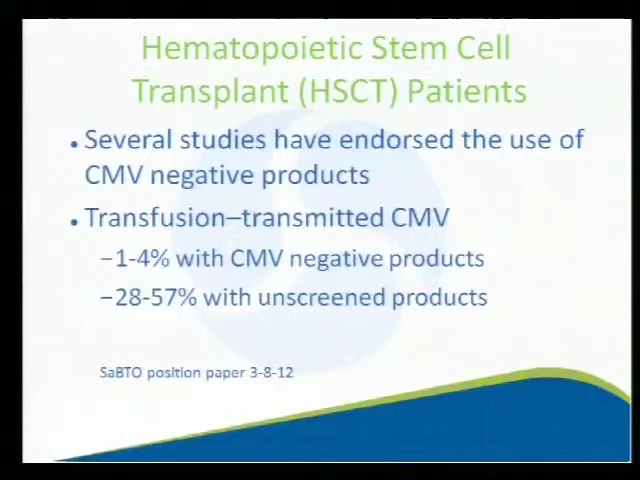 Hematopoietic Stem Cell
Transplant (HSCT) Patients
• Several studies have endorsed the use of
CMV negative products
• Transfusion–transmitted CMV
–1-4% with CMV negative products
–28-57% with unscreened products
SaBTO position paper 3-8-12